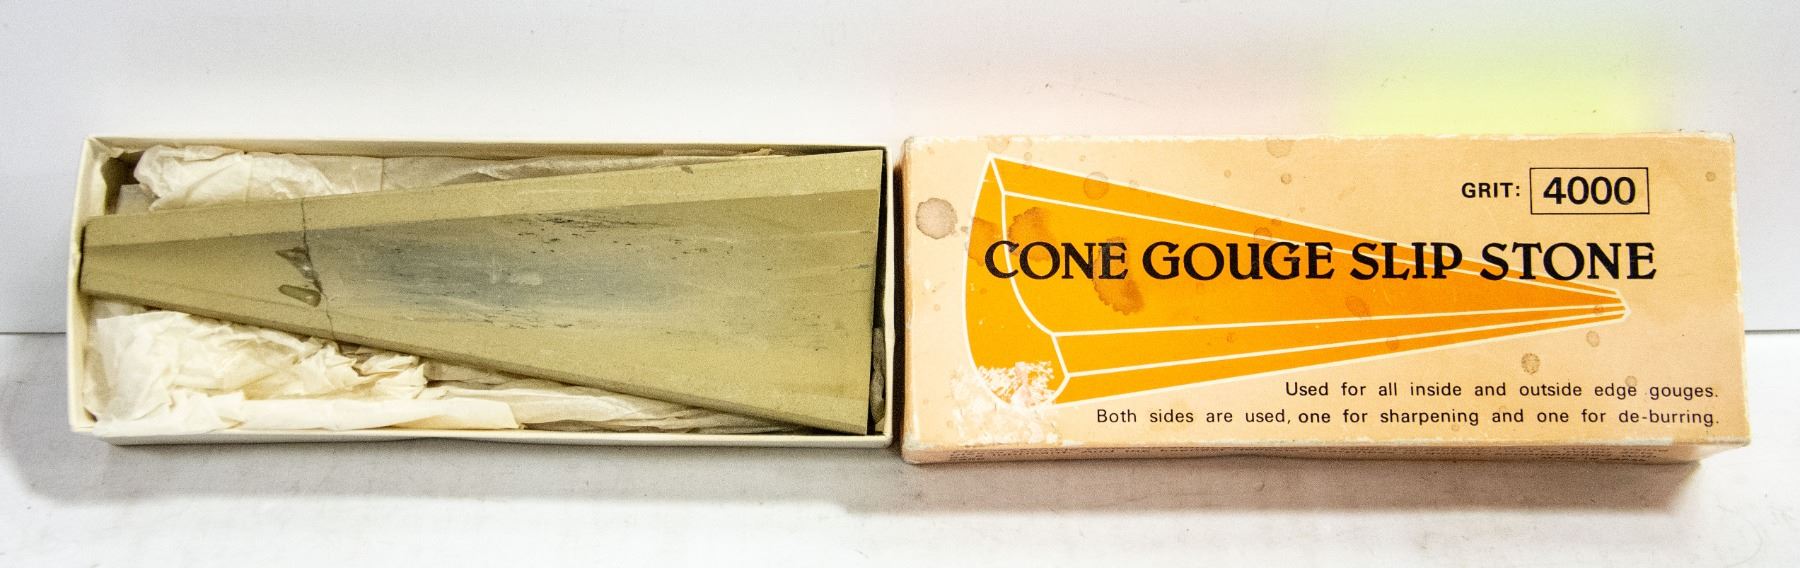 GRIT: 4000
CONE GOUGE SLIP STONE
Used for all inside and outside edge gouges.
Both sides are used, one for sharpening and one for de-burring.